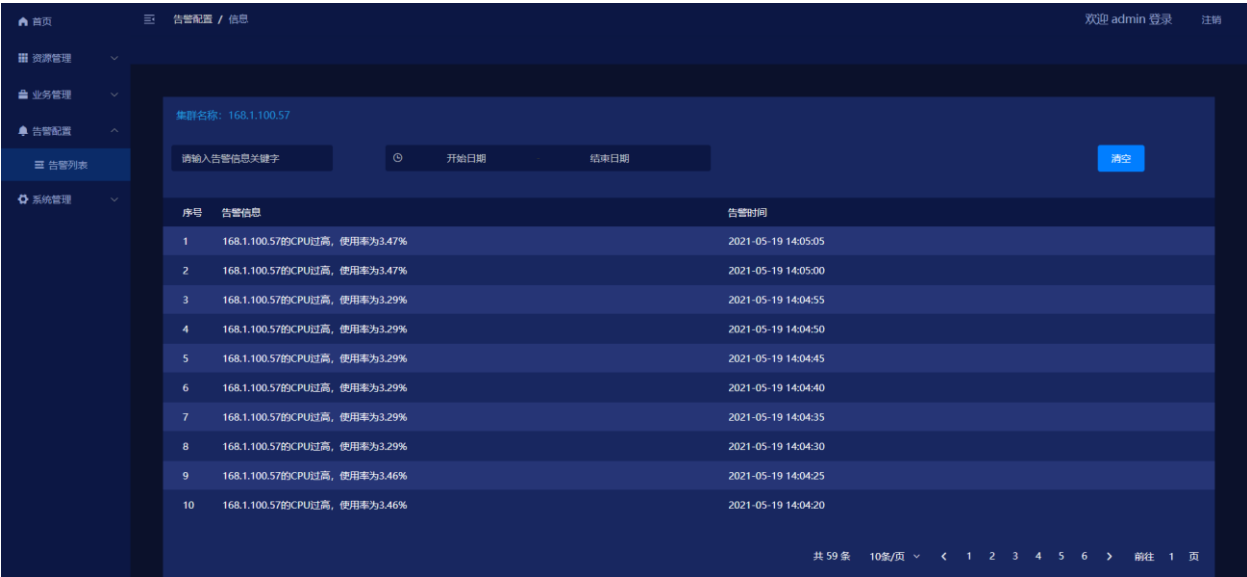 首页
告警配置 / 信息
欢迎 admin 登录 注销
资源管理
业务管理
告警配置
告警列表
系统管理
集群名称：168.1.100.57
请输入告警信息关键字 开始日期 - 结束日期 清空
序号 告警信息 告警时间
1 168.1.100.57的CPU过高，使用率为3.47% 2021-05-19 14:05:05
2 168.1.100.57的CPU过高，使用率为3.47% 2021-05-19 14:05:00
3 168.1.100.57的CPU过高，使用率为3.29% 2021-05-19 14:04:55
4 168.1.100.57的CPU过高，使用率为3.29% 2021-05-19 14:04:50
5 168.1.100.57的CPU过高，使用率为3.29% 2021-05-19 14:04:45
6 168.1.100.57的CPU过高，使用率为3.29% 2021-05-19 14:04:40
7 168.1.100.57的CPU过高，使用率为3.29% 2021-05-19 14:04:35
8 168.1.100.57的CPU过高，使用率为3.29% 2021-05-19 14:04:30
9 168.1.100.57的CPU过高，使用率为3.46% 2021-05-19 14:04:25
10 168.1.100.57的CPU过高，使用率为3.46% 2021-05-19 14:04:20
共 59 条 10条/页 1 2 3 4 5 6 前往 1 页